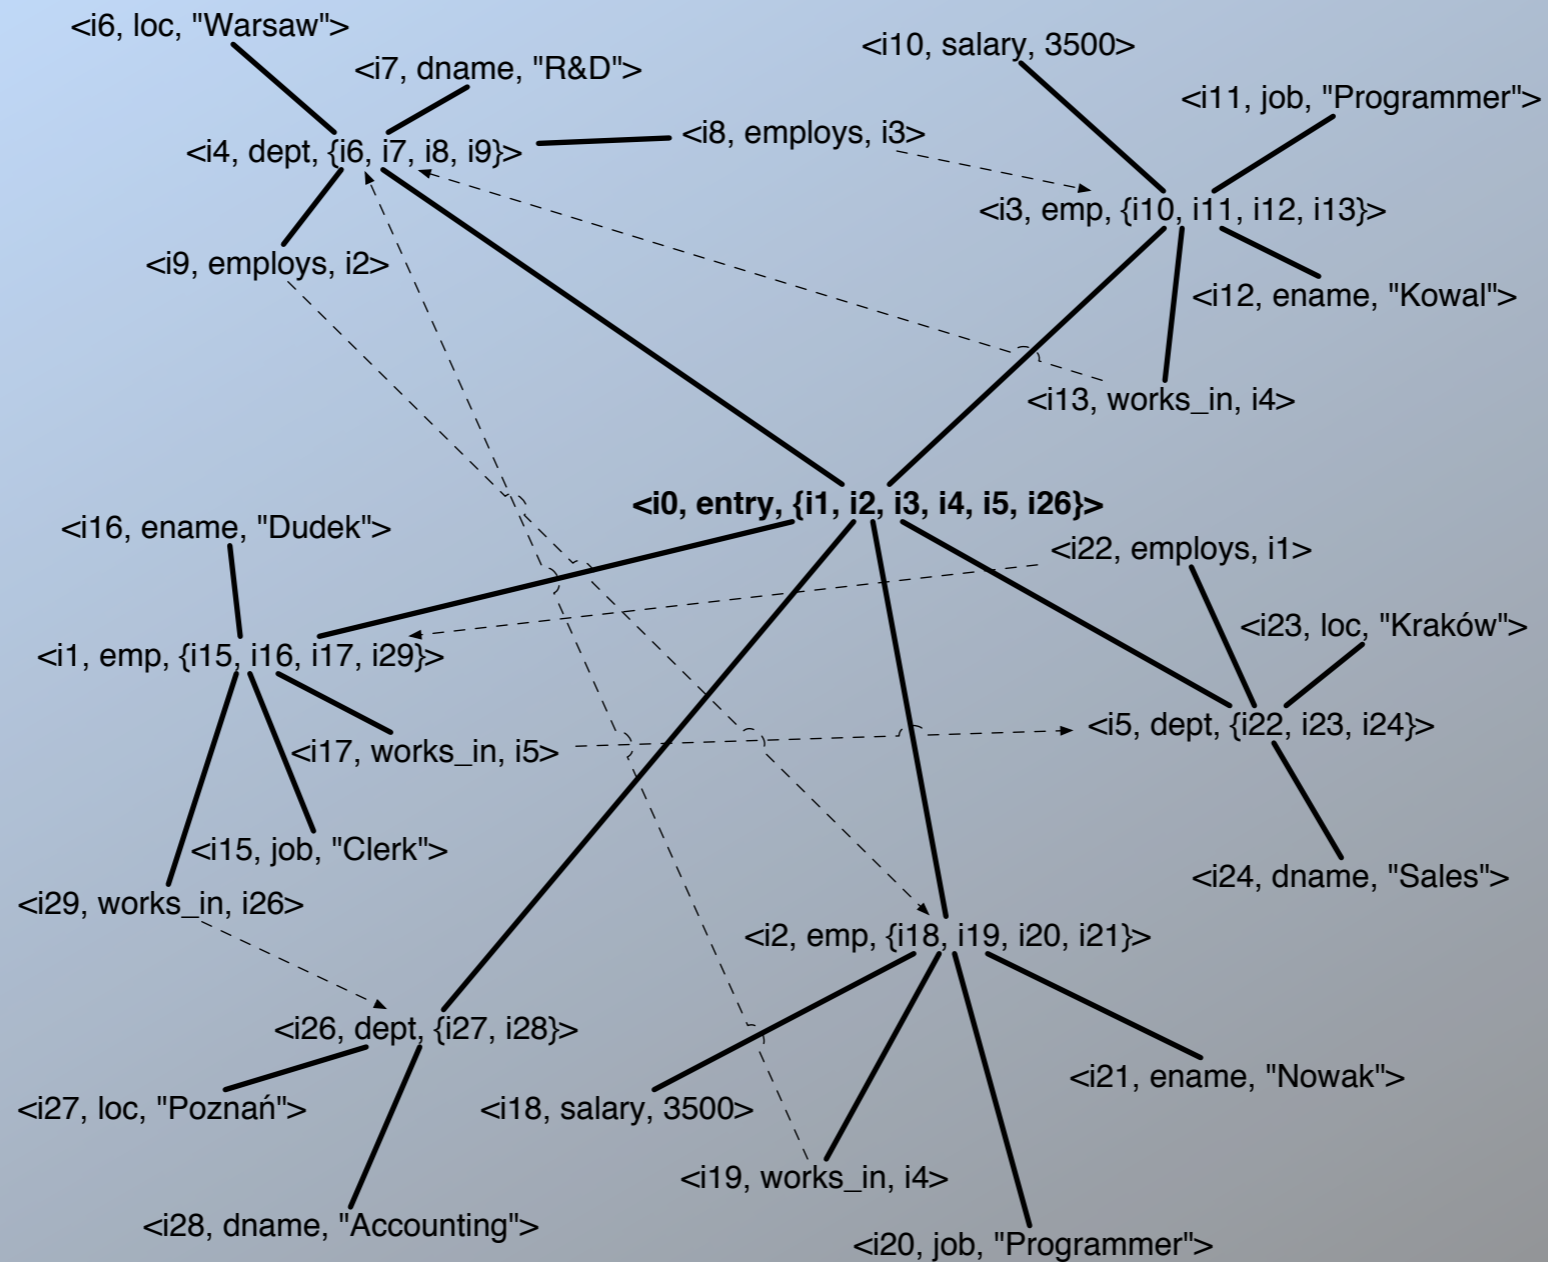 <i6, loc, "Warsaw">
<i10, salary, 3500>
<i7, dname, "R&D">
<i11, job, "Programmer">
<i8, employs, i3>
<i4, dept, {i6, i7, i8, i9}>
<i3, emp, {i10, i11, i12, i13}>
<i9, employs, i2>
<i12, ename, "Kowal">
<i13, works_in, i4>
<i0, entry, {i1, i2, i3, i4, i5, i26}>
<i16, ename, "Dudek">
<i22, employs, i1>
<i23, loc, "Kraków">
<i1, emp, {i15, i16, i17, i29}>
<i5, dept, {i22, i23, i24}>
<i17, works_in, i5>
<i15, job, "Clerk">
<i24, dname, "Sales">
<i29, works_in, i26>
<i2, emp, {i18, i19, i20, i21}>
<i26, dept, {i27, i28}>
<i21, ename, "Nowak">
<i27, loc, "Poznań">
<i18, salary, 3500>
<i19, works_in, i4>
<i28, dname, "Accounting">
<i20, job, "Programmer">